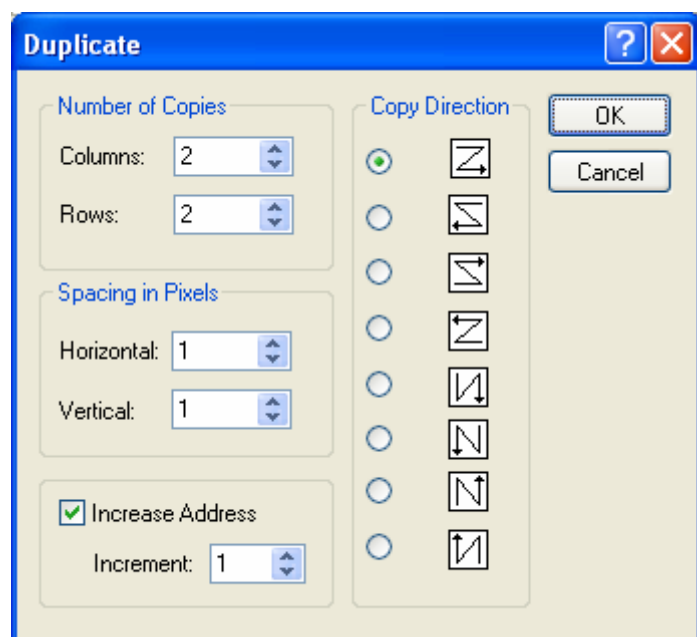 Duplicate
Number of Copies
Columns: 2
Rows: 2
Spacing in Pixels
Horizontal: 1
Vertical: 1
Increase Address
Increment: 1
Copy Direction
OK
Cancel